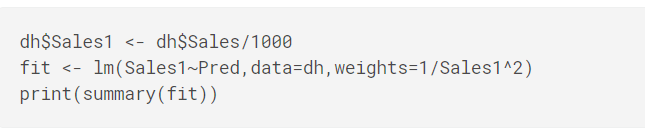 dh$Sales1 <- dh$Sales/1000
fit <- lm(Sales1~Pred,data=dh,weights=1/Sales1^2)
print(summary(fit))